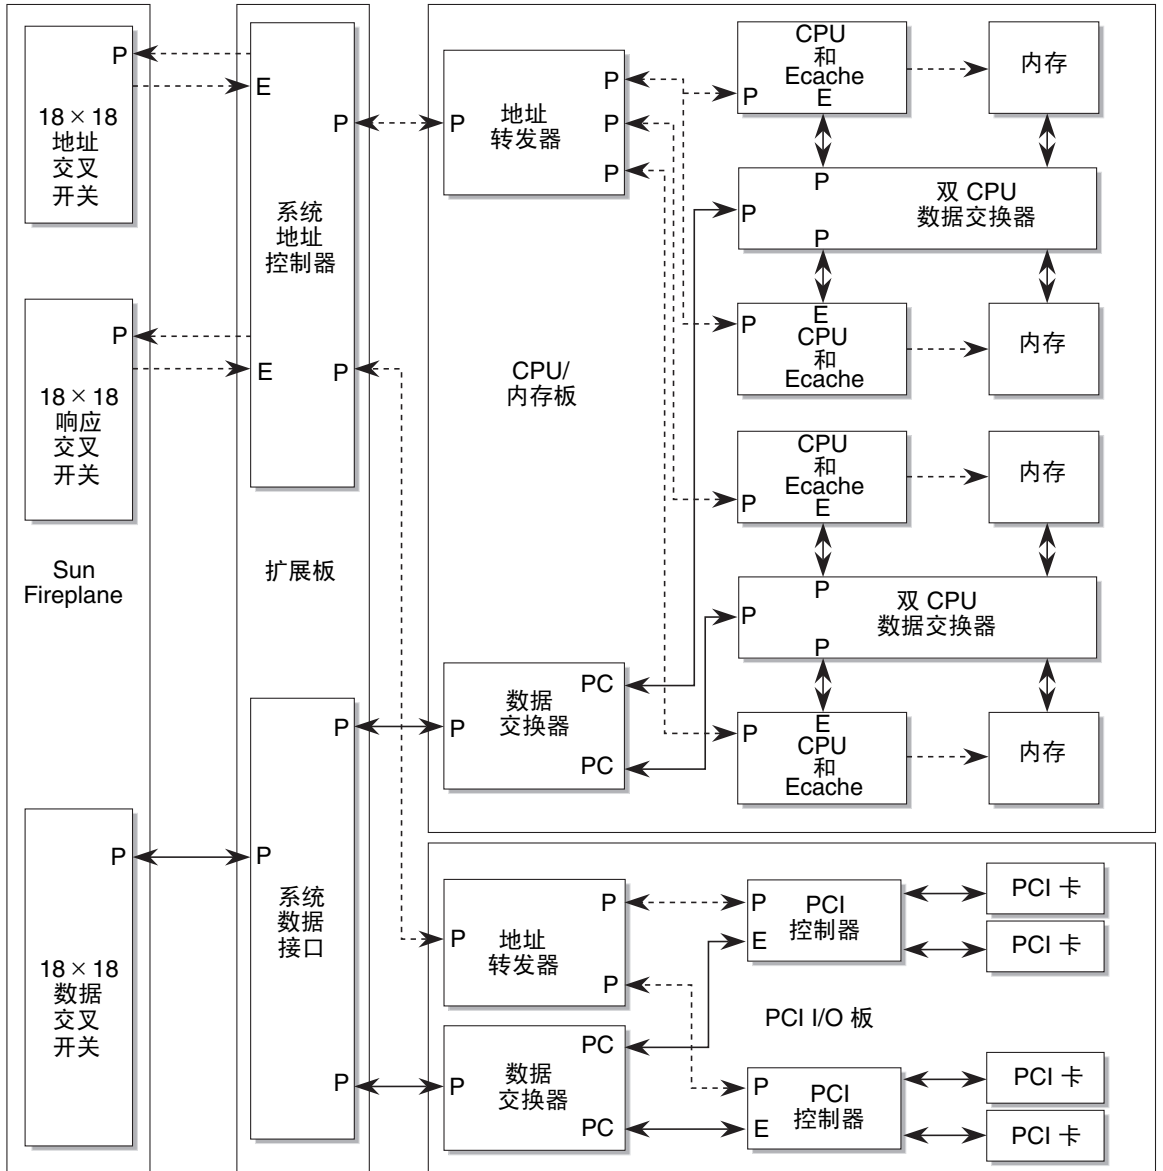 P
18×18
地址
交叉
开关
P
18×18
响应
交叉
开关
Sun
Fireplane
P
18×18
数据
交叉
开关
E
P
系统
地址
控制器
E
P
扩展板
P
P
系统
数据
接口
P
P
地址
转发器
P
P
P
CPU/
内存板
PC
数据
交换器
P
PC
CPU
和
Ecache
P
E
内存
P
双 CPU
数据交换器
P
P
E
P
CPU
和
Ecache
内存
CPU
和
Ecache
P
E
内存
P
双 CPU
数据交换器
P
P
E
P
CPU
和
Ecache
内存
P
地址
转发器
P
P
PC
数据
交换器
P
PC
P
PCI
控制器
E
PCI 卡
PCI 卡
PCI I/O 板
P
PCI
控制器
E
PCI 卡
PCI 卡